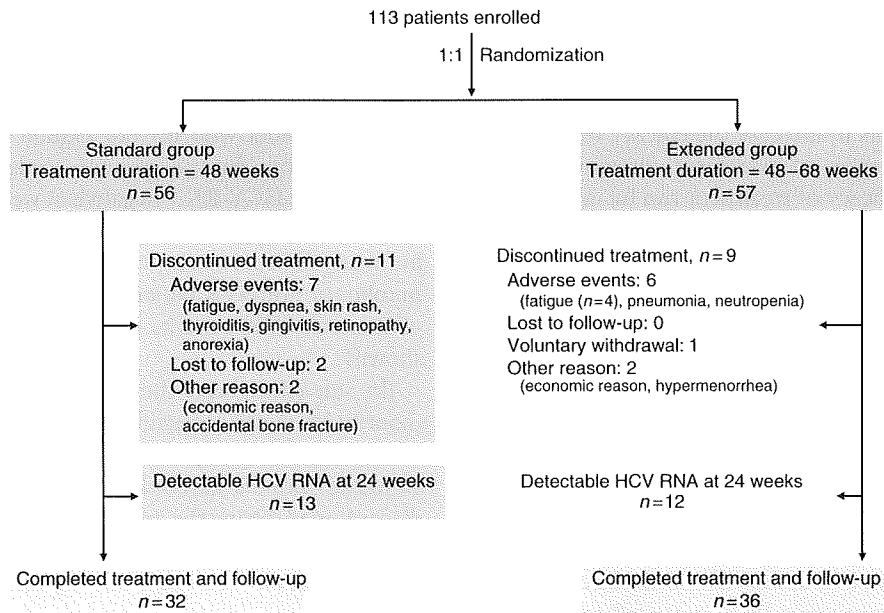 113 patients enrolled
1:1 Randomization
Standard group
Treatment duration = 48 weeks
n=56
Extended group
Treatment duration = 48–68 weeks
n=57
Discontinued treatment, n=11
Adverse events: 7
(fatigue, dyspnea, skin rash,
thyroiditis, gingivitis, retinopathy,
anorexia)
Lost to follow-up: 2
Other reason: 2
(economic reason,
accidental bone fracture)
Discontinued treatment, n=9
Adverse events: 6
(fatigue (n=4), pneumonia, neutropenia)
Lost to follow-up: 0
Voluntary withdrawal: 1
Other reason: 2
(economic reason, hypermenorrhea)
Detectable HCV RNA at 24 weeks
n=13
Detectable HCV RNA at 24 weeks
n=12
Completed treatment and follow-up
n=32
Completed treatment and follow-up
n=36